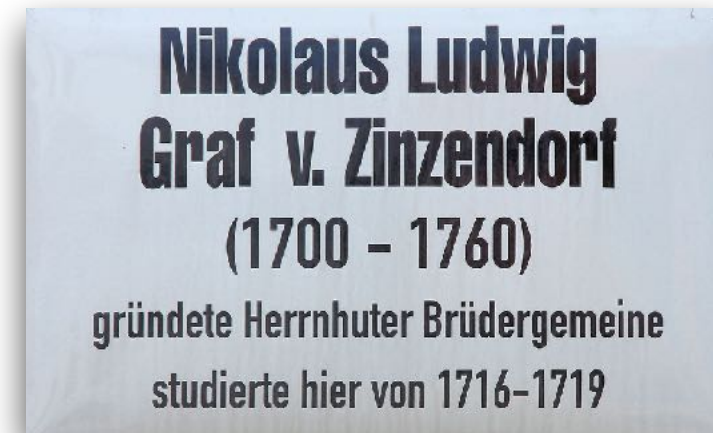 Nikolaus Ludwig
Graf v. Zinzendorf
(1700 - 1760)
gründete Herrnhuter Brüdergemeine
studierte hier von 1716-1719